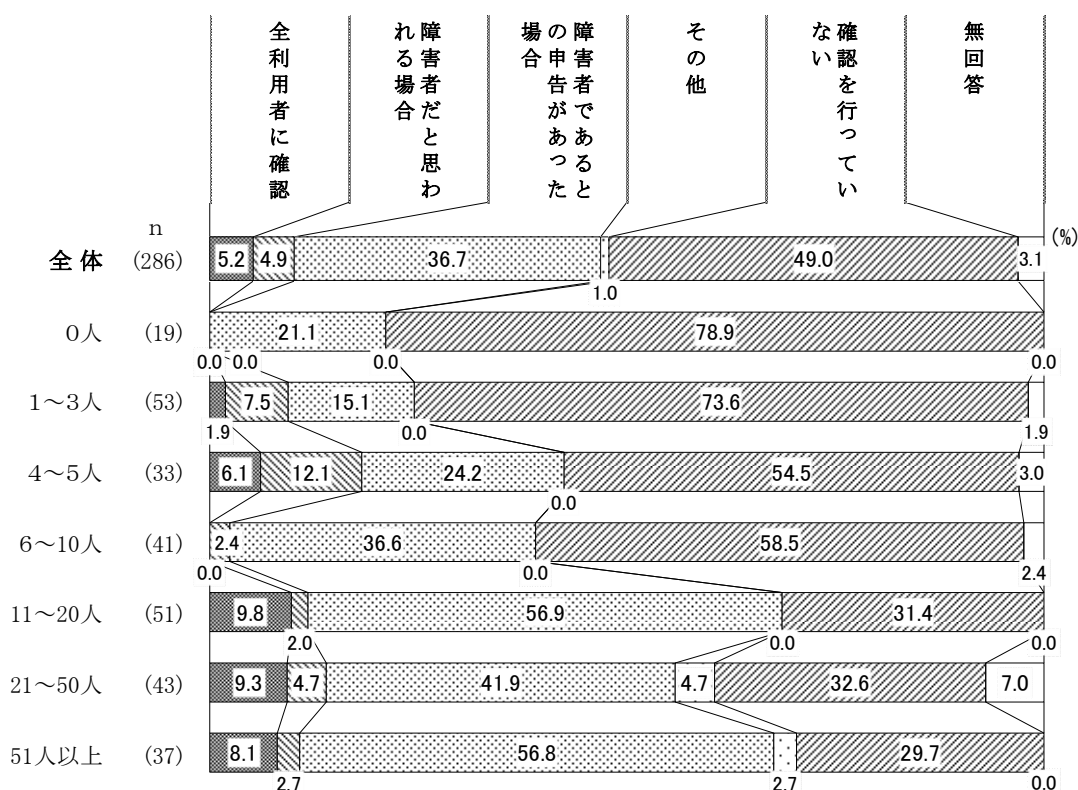 全利用者に確認
障害者だと思わ
れる場合
障害者であると
の申告があった
場合
その他
確認を行ってい
ない
無回答
n
(%)
全体 (286) 5.2 4.9 36.7 49.0 3.1
1.0
０人 (19) 21.1 78.9
0.0 0.0 0.0 0.0
１～３人 (53) 7.5 15.1 73.6
1.9 0.0 1.9
４～５人 (33) 6.1 12.1 24.2 54.5 3.0
0.0
６～10人 (41) 2.4 36.6 58.5
0.0 0.0 2.4
11～20人 (51) 9.8 56.9 31.4
2.0 0.0 0.0
21～50人 (43) 9.3 4.7 41.9 4.7 32.6 7.0
51人以上 (37) 8.1 56.8 29.7
2.7 2.7 0.0